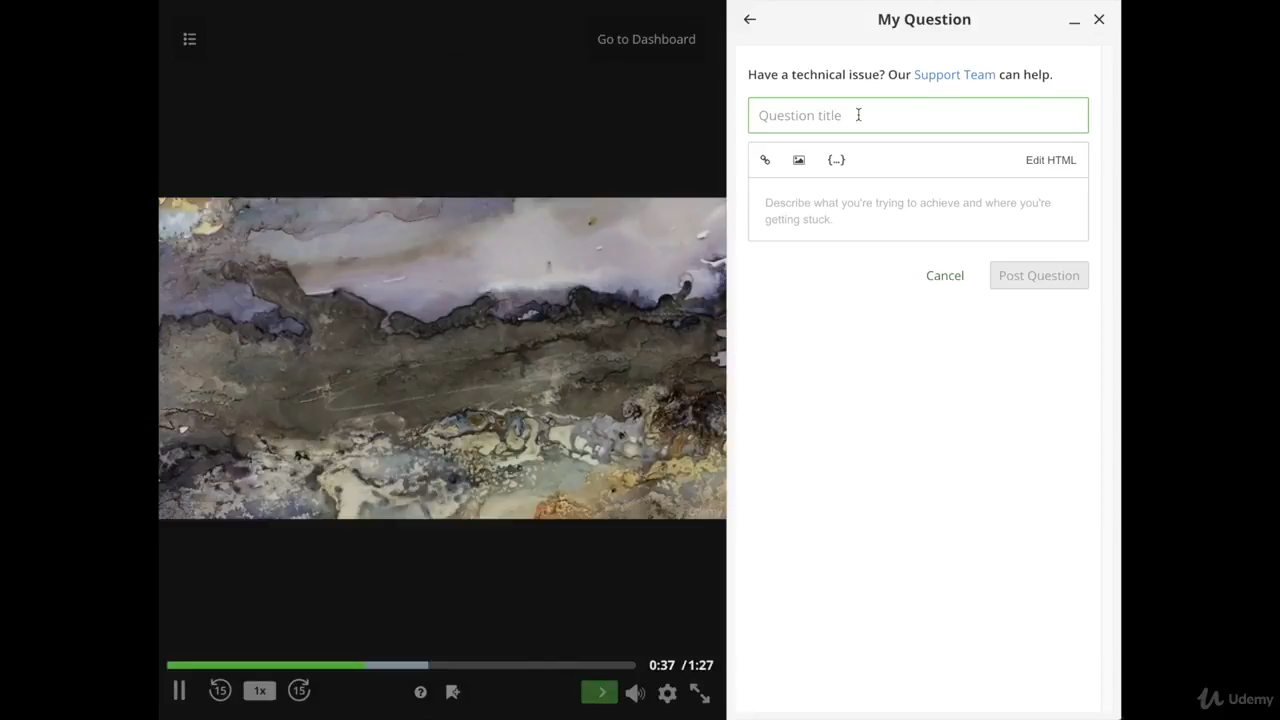 Go to Dashboard
My Question
Have a technical issue? Our Support Team can help.
Question title
{...}
Edit HTML
Describe what you're trying to achieve and where you're
getting stuck.
Cancel
Post Question
0:37 / 1:27
15
1x
15
?
Udemy